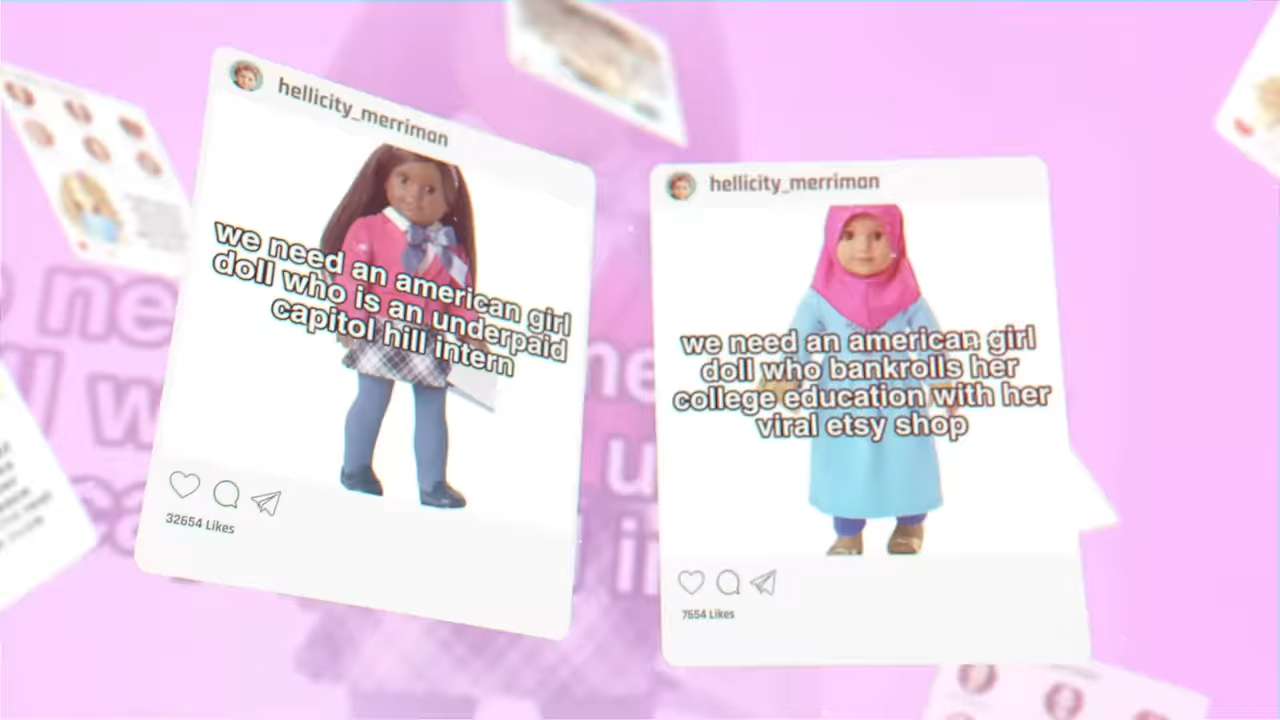 hellicity_merriman
we need an american girl
doll who is an underpaid
capitol hill intern
32654 Likes
hellicity_merriman
we need an american girl
doll who bankrolls her
college education with her
viral etsy shop
7654 Likes